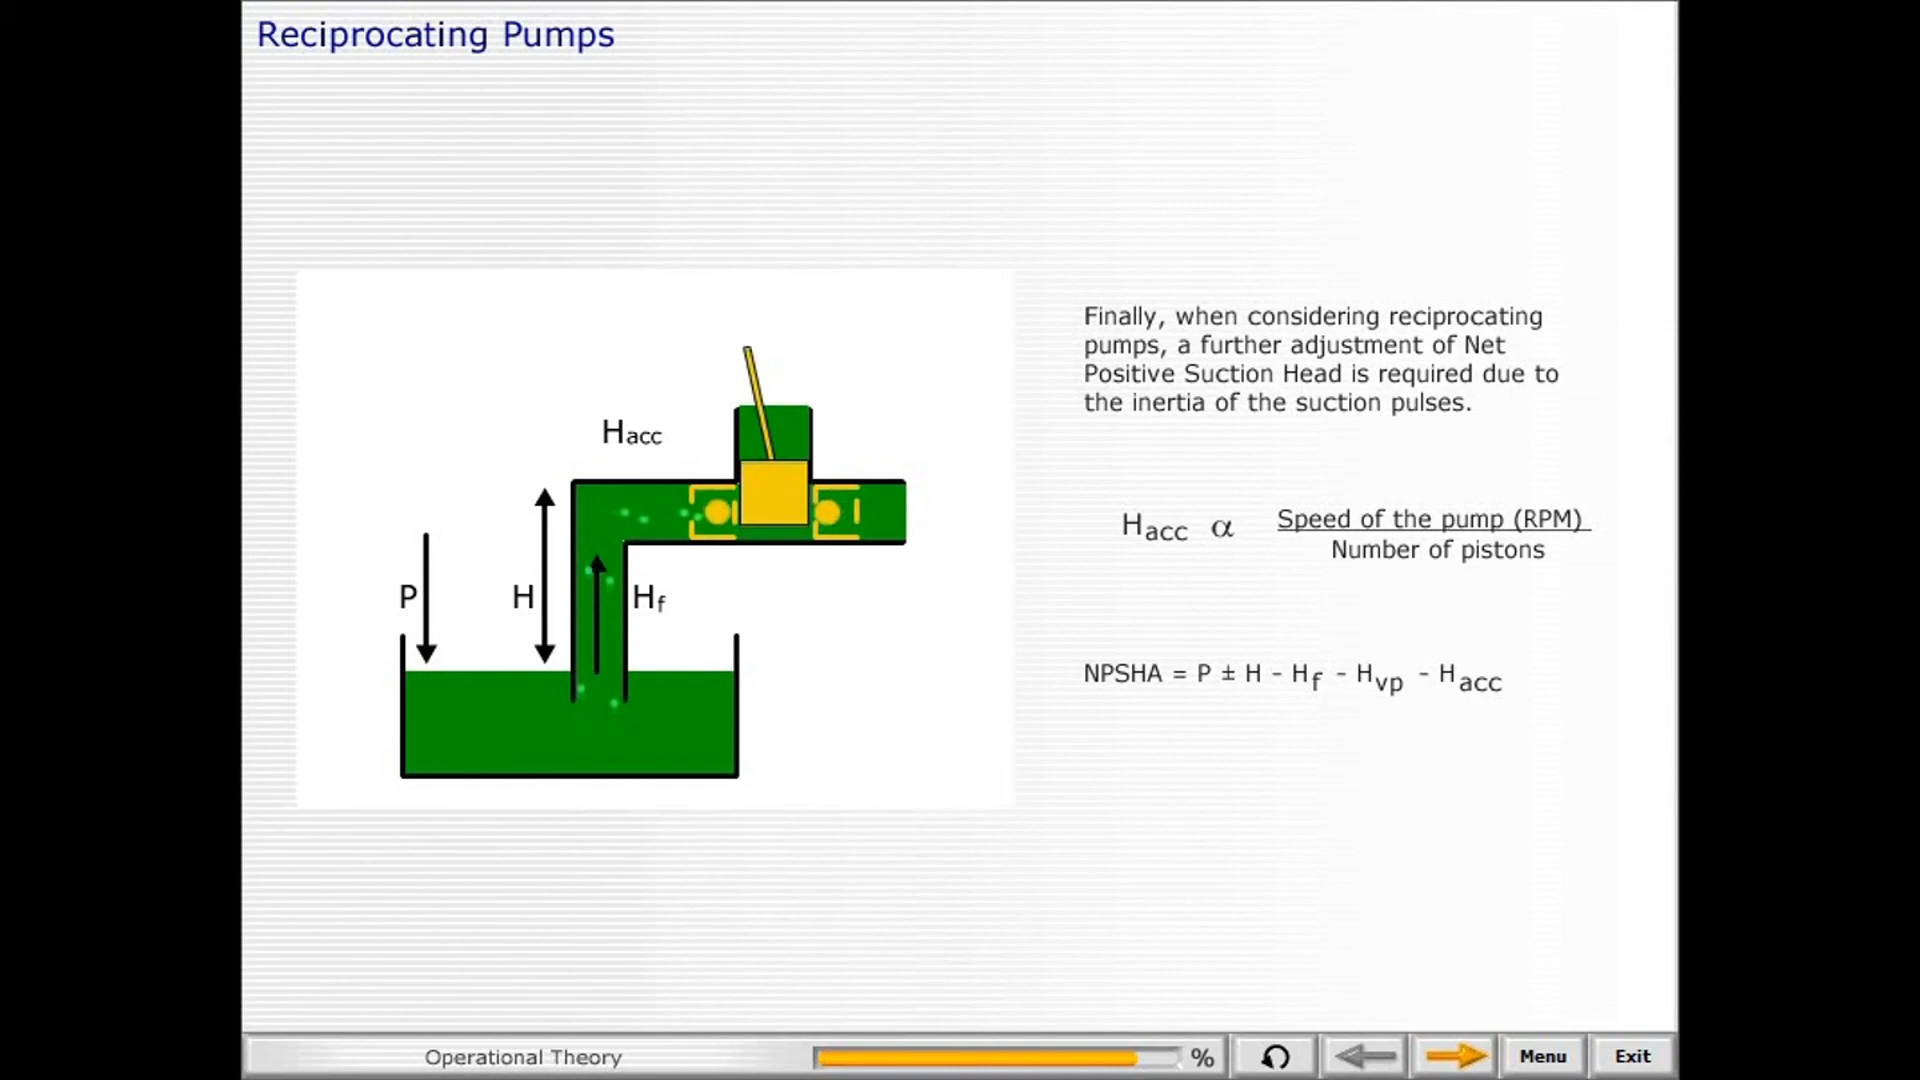 Reciprocating Pumps
Finally, when considering reciprocating
pumps, a further adjustment of Net
Positive Suction Head is required due to
the inertia of the suction pulses.
Hacc
Hacc α Speed of the pump (RPM)
Number of pistons
P
H
Hf
NPSHA = P ± H - Hf - Hvp - Hacc
Operational Theory
%
Menu
Exit